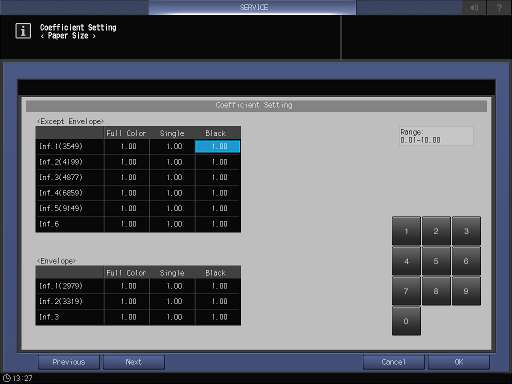 SERVICE
?
i
Coefficient Setting
< Paper Size >
Coefficient Setting
<Except Envelope>
Full Color Single Black
Inf.1(3549) 1.00 1.00 1.00
Inf.2(4199) 1.00 1.00 1.00
Inf.3(4877) 1.00 1.00 1.00
Inf.4(6859) 1.00 1.00 1.00
Inf.5(9149) 1.00 1.00 1.00
Inf.6 1.00 1.00 1.00
Range:
0.01-10.00
<Envelope>
Full Color Single Black
Inf.1(2979) 1.00 1.00 1.00
Inf.2(3319) 1.00 1.00 1.00
Inf.3 1.00 1.00 1.00
1 2 3
4 5 6
7 8 9
0
Previous Next Cancel OK
13:27